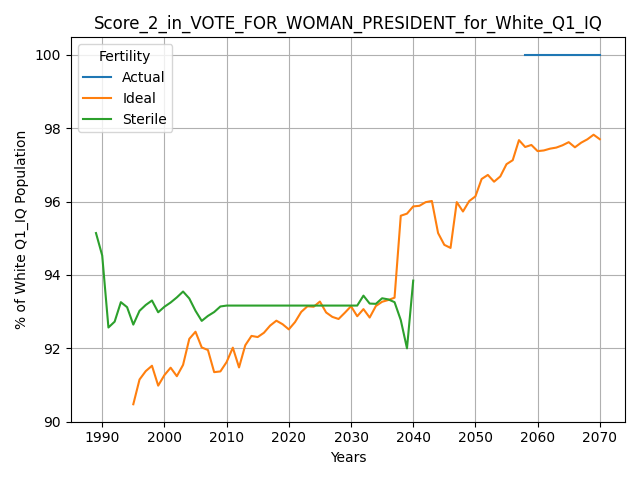 Score_2_in_VOTE_FOR_WOMAN_PRESIDENT_for_White_Q1_IQ
Fertility
Actual
Ideal
Sterile
% of White Q1_IQ Population
100
98
96
94
92
90
1990 2000 2010 2020 2030 2040 2050 2060 2070
Years